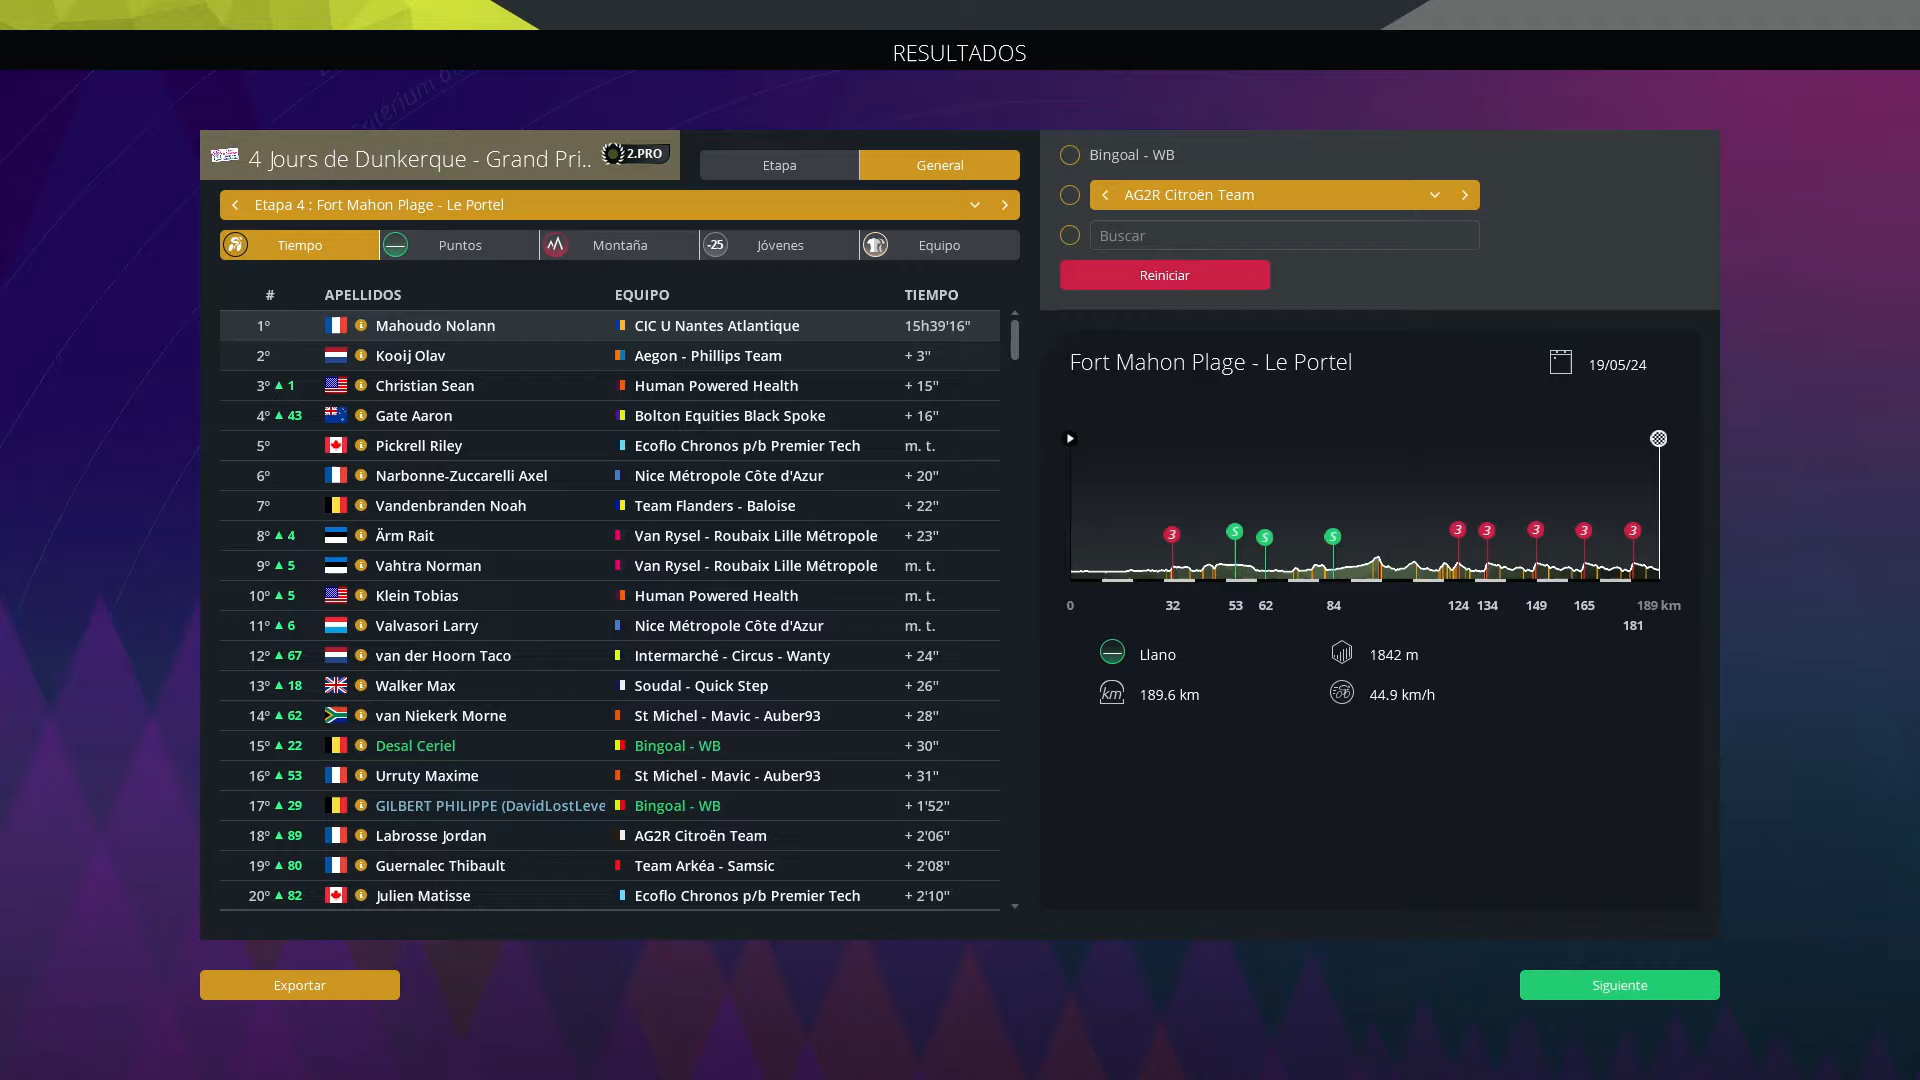 RESULTADOS
4 Jours de Dunkerque - Grand Pri..
2.PRO
Etapa
General
Etapa 4 : Fort Mahon Plage - Le Portel
Tiempo
Puntos
Montaña
-25
Jóvenes
Equipo
# APELLIDOS EQUIPO TIEMPO
1º Mahoudo Nolann CIC U Nantes Atlantique 15h39'16''
2º Kooij Olav Aegon - Phillips Team + 3''
3º ▲ 1 Christian Sean Human Powered Health + 15''
4º ▲ 43 Gate Aaron Bolton Equities Black Spoke + 16''
5º Pickrell Riley Ecoflo Chronos p/b Premier Tech m. t.
6º Narbonne-Zuccarelli Axel Nice Métropole Côte d'Azur + 20''
7º Vandenbranden Noah Team Flanders - Baloise + 22''
8º ▲ 4 Ärm Rait Van Rysel - Roubaix Lille Métropole + 23''
9º ▲ 5 Vahtra Norman Van Rysel - Roubaix Lille Métropole m. t.
10º ▲ 5 Klein Tobias Human Powered Health m. t.
11º ▲ 6 Valvasori Larry Nice Métropole Côte d'Azur m. t.
12º ▲ 67 van der Hoorn Taco Intermarché - Circus - Wanty + 24''
13º ▲ 18 Walker Max Soudal - Quick Step + 26''
14º ▲ 62 van Niekerk Morne St Michel - Mavic - Auber93 + 28''
15º ▲ 22 Desal Ceriel Bingoal - WB + 30''
16º ▲ 53 Urruty Maxime St Michel - Mavic - Auber93 + 31''
17º ▲ 29 GILBERT PHILIPPE (DavidLostLeve Bingoal - WB + 1'52''
18º ▲ 89 Labrosse Jordan AG2R Citroën Team + 2'06''
19º ▲ 80 Guernalec Thibault Team Arkéa - Samsic + 2'08''
20º ▲ 82 Julien Matisse Ecoflo Chronos p/b Premier Tech + 2'10''
Bingoal - WB
AG2R Citroën Team
Buscar
Reiniciar
Fort Mahon Plage - Le Portel
19/05/24
3 S S S 3 3 3 3 3
0 32 53 62 84 124 134 149 165 189 km
181
Llano
1842 m
km 189.6 km
44.9 km/h
Exportar
Siguiente